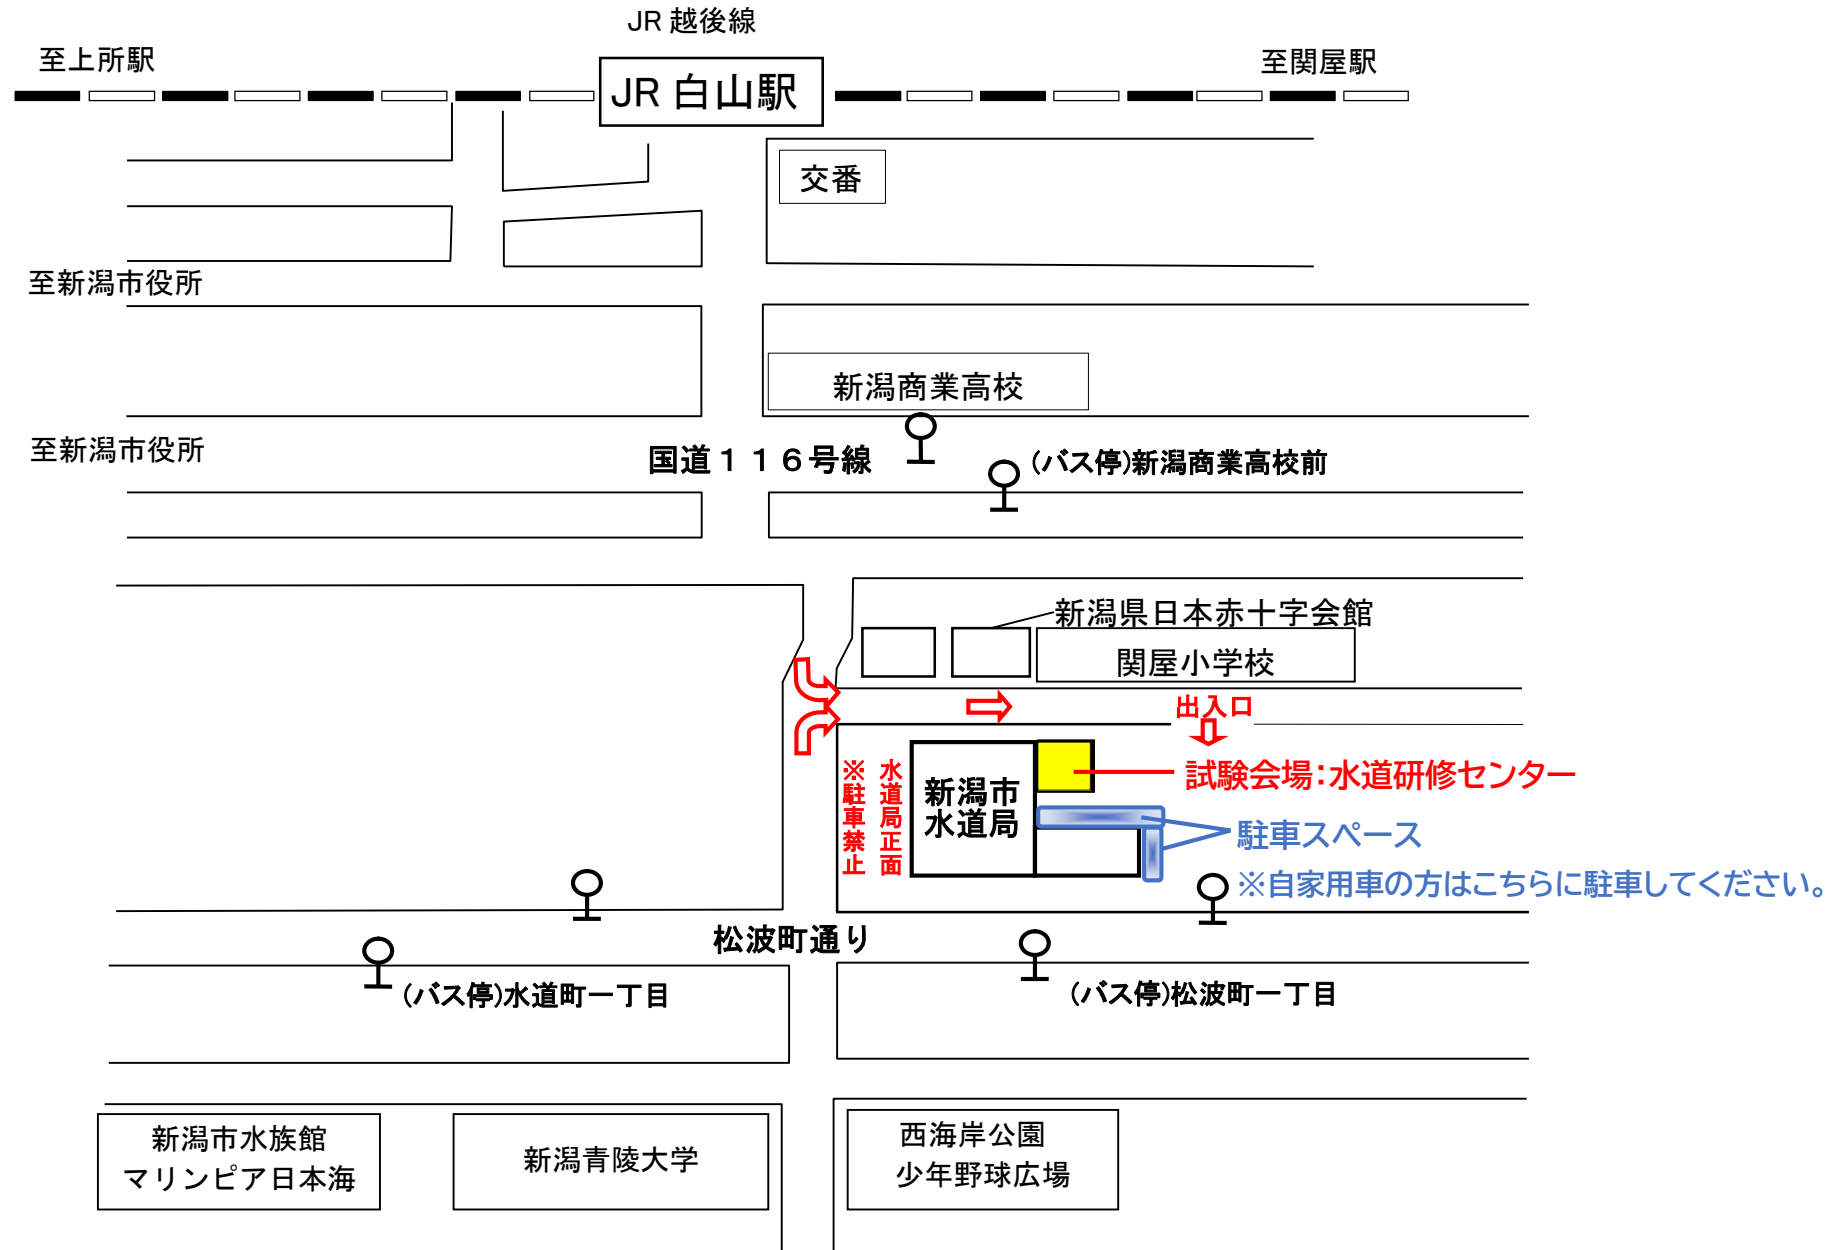 JR 越後線
至上所駅
至関屋駅
JR 白山駅
交番
至新潟市役所
新潟商業高校
至新潟市役所
国道１１６号線
(バス停)新潟商業高校前
新潟県日本赤十字会館
関屋小学校
出入口
※駐車禁止
水道局正面
新潟市
水道局
試験会場：水道研修センター
駐車スペース
※自家用車の方はこちらに駐車してください。
松波町通り
(バス停)水道町一丁目
(バス停)松波町一丁目
新潟市水族館
マリンピア日本海
新潟青陵大学
西海岸公園
少年野球広場